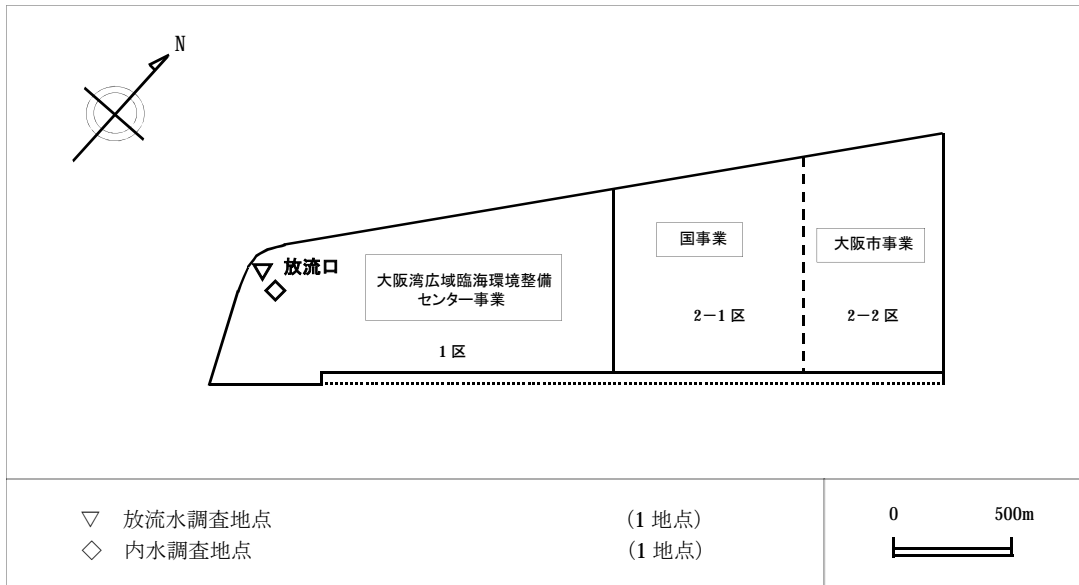 N
放流口
大阪湾広域臨海環境整備
センター事業
国事業
大阪市事業
1 区
2－1 区
2－2 区
▽ 放流水調査地点 (1 地点)
◇ 内水調査地点 (1 地点)
0 500m